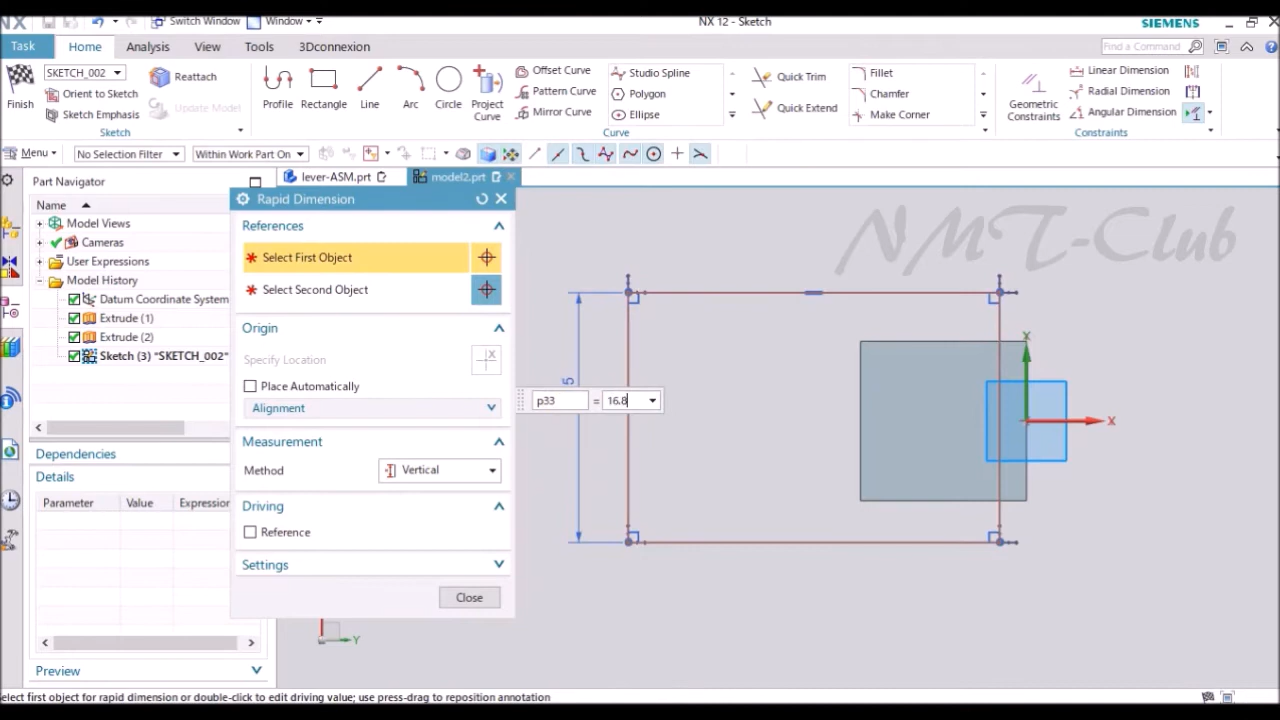 NX
Switch Window
Window
NX 12 - Sketch
SIEMENS
Task
Home
Analysis
View
Tools
3Dconnexion
Find a Command
SKETCH_002
Reattach
Finish
Orient to Sketch
Update Model
Sketch Emphasis
Sketch
Profile
Rectangle
Line
Arc
Circle
Project Curve
Offset Curve
Pattern Curve
Mirror Curve
Studio Spline
Polygon
Ellipse
Quick Trim
Quick Extend
Fillet
Chamfer
Make Corner
Curve
Geometric Constraints
Linear Dimension
Radial Dimension
Angular Dimension
Constraints
Menu
No Selection Filter
Within Work Part On
Part Navigator
lever-ASM.prt
model2.prt
Name
Model Views
Cameras
User Expressions
Model History
Datum Coordinate System
Extrude (1)
Extrude (2)
Sketch (3) "SKETCH_002"
Dependencies
Details
Parameter
Value
Expression
Preview
Rapid Dimension
References
Select First Object
Select Second Object
Origin
Specify Location
Place Automatically
Alignment
Measurement
Method
Vertical
Driving
Reference
Settings
Close
NMT-Club
5
p33 = 16.8
X
X
Y
elect first object for rapid dimension or double-click to edit driving value; use press-drag to reposition annotation